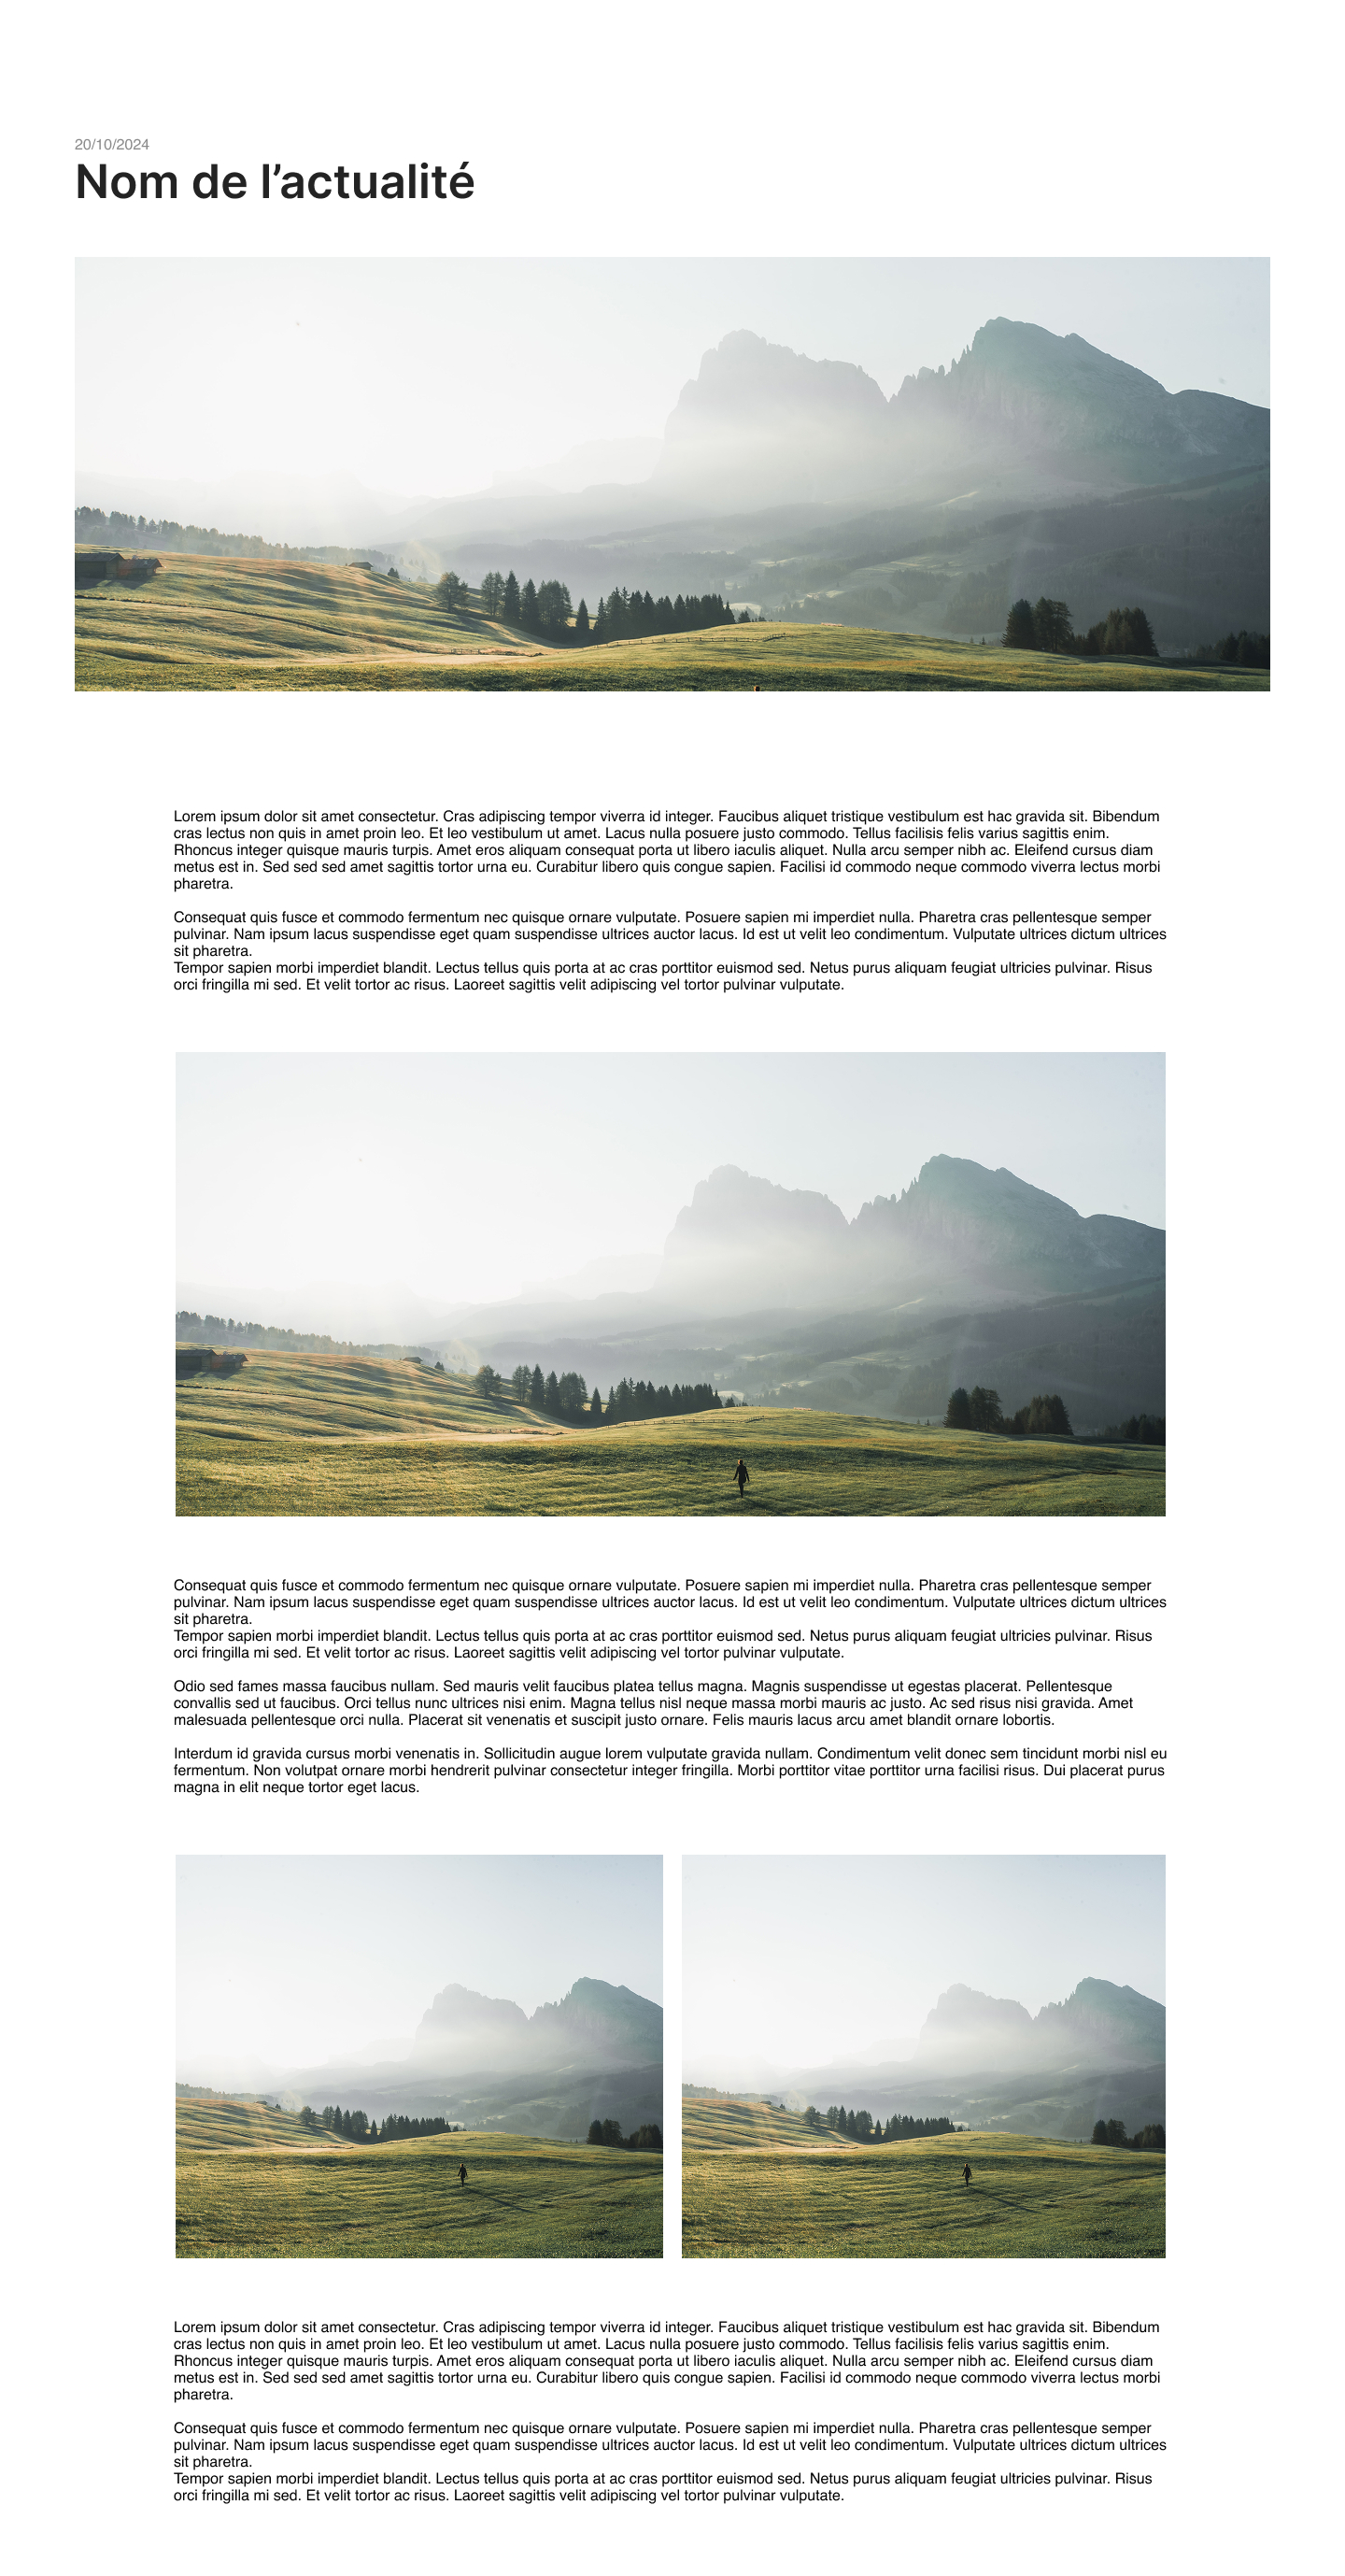 20/10/2024
Nom de l’actualité
Lorem ipsum dolor sit amet consectetur. Cras adipiscing tempor viverra id integer. Faucibus aliquet tristique vestibulum est hac gravida sit. Bibendum
cras lectus non quis in amet proin leo. Et leo vestibulum ut amet. Lacus nulla posuere justo commodo. Tellus facilisis felis varius sagittis enim.
Rhoncus integer quisque mauris turpis. Amet eros aliquam consequat porta ut libero iaculis aliquet. Nulla arcu semper nibh ac. Eleifend cursus diam
metus est in. Sed sed sed amet sagittis tortor urna eu. Curabitur libero quis congue sapien. Facilisi id commodo neque commodo viverra lectus morbi
pharetra.
Consequat quis fusce et commodo fermentum nec quisque ornare vulputate. Posuere sapien mi imperdiet nulla. Pharetra cras pellentesque semper
pulvinar. Nam ipsum lacus suspendisse eget quam suspendisse ultrices auctor lacus. Id est ut velit leo condimentum. Vulputate ultrices dictum ultrices
sit pharetra.
Tempor sapien morbi imperdiet blandit. Lectus tellus quis porta at ac cras porttitor euismod sed. Netus purus aliquam feugiat ultricies pulvinar. Risus
orci fringilla mi sed. Et velit tortor ac risus. Laoreet sagittis velit adipiscing vel tortor pulvinar vulputate.
Consequat quis fusce et commodo fermentum nec quisque ornare vulputate. Posuere sapien mi imperdiet nulla. Pharetra cras pellentesque semper
pulvinar. Nam ipsum lacus suspendisse eget quam suspendisse ultrices auctor lacus. Id est ut velit leo condimentum. Vulputate ultrices dictum ultrices
sit pharetra.
Tempor sapien morbi imperdiet blandit. Lectus tellus quis porta at ac cras porttitor euismod sed. Netus purus aliquam feugiat ultricies pulvinar. Risus
orci fringilla mi sed. Et velit tortor ac risus. Laoreet sagittis velit adipiscing vel tortor pulvinar vulputate.
Odio sed fames massa faucibus nullam. Sed mauris velit faucibus platea tellus magna. Magnis suspendisse ut egestas placerat. Pellentesque
convallis sed ut faucibus. Orci tellus nunc ultrices nisi enim. Magna tellus nisl neque massa morbi mauris ac justo. Ac sed risus nisi gravida. Amet
malesuada pellentesque orci nulla. Placerat sit venenatis et suscipit justo ornare. Felis mauris lacus arcu amet blandit ornare lobortis.
Interdum id gravida cursus morbi venenatis in. Sollicitudin augue lorem vulputate gravida nullam. Condimentum velit donec sem tincidunt morbi nisl eu
fermentum. Non volutpat ornare morbi hendrerit pulvinar consectetur integer fringilla. Morbi porttitor vitae porttitor urna facilisi risus. Dui placerat purus
magna in elit neque tortor eget lacus.
Lorem ipsum dolor sit amet consectetur. Cras adipiscing tempor viverra id integer. Faucibus aliquet tristique vestibulum est hac gravida sit. Bibendum
cras lectus non quis in amet proin leo. Et leo vestibulum ut amet. Lacus nulla posuere justo commodo. Tellus facilisis felis varius sagittis enim.
Rhoncus integer quisque mauris turpis. Amet eros aliquam consequat porta ut libero iaculis aliquet. Nulla arcu semper nibh ac. Eleifend cursus diam
metus est in. Sed sed sed amet sagittis tortor urna eu. Curabitur libero quis congue sapien. Facilisi id commodo neque commodo viverra lectus morbi
pharetra.
Consequat quis fusce et commodo fermentum nec quisque ornare vulputate. Posuere sapien mi imperdiet nulla. Pharetra cras pellentesque semper
pulvinar. Nam ipsum lacus suspendisse eget quam suspendisse ultrices auctor lacus. Id est ut velit leo condimentum. Vulputate ultrices dictum ultrices
sit pharetra.
Tempor sapien morbi imperdiet blandit. Lectus tellus quis porta at ac cras porttitor euismod sed. Netus purus aliquam feugiat ultricies pulvinar. Risus
orci fringilla mi sed. Et velit tortor ac risus. Laoreet sagittis velit adipiscing vel tortor pulvinar vulputate.